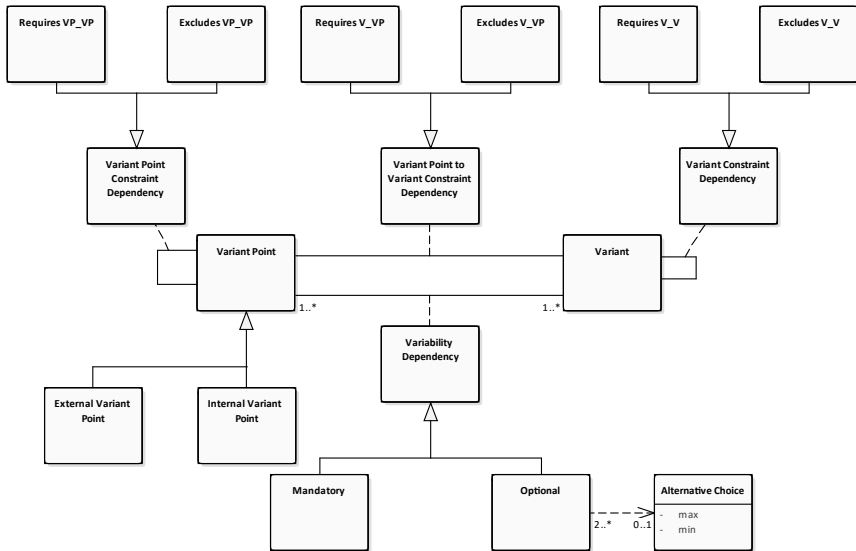 Requires VP_VP
Excludes VP_VP
Requires V_VP
Excludes V_VP
Requires V_V
Excludes V_V
Variant Point
Constraint
Dependency
Variant Point to
Variant Constraint
Dependency
Variant Constraint
Dependency
Variant Point
Variant
1..*
1..*
Variability
Dependency
External Variant
Point
Internal Variant
Point
Mandatory
Optional
Alternative Choice
- max
- min
2..*
0..1